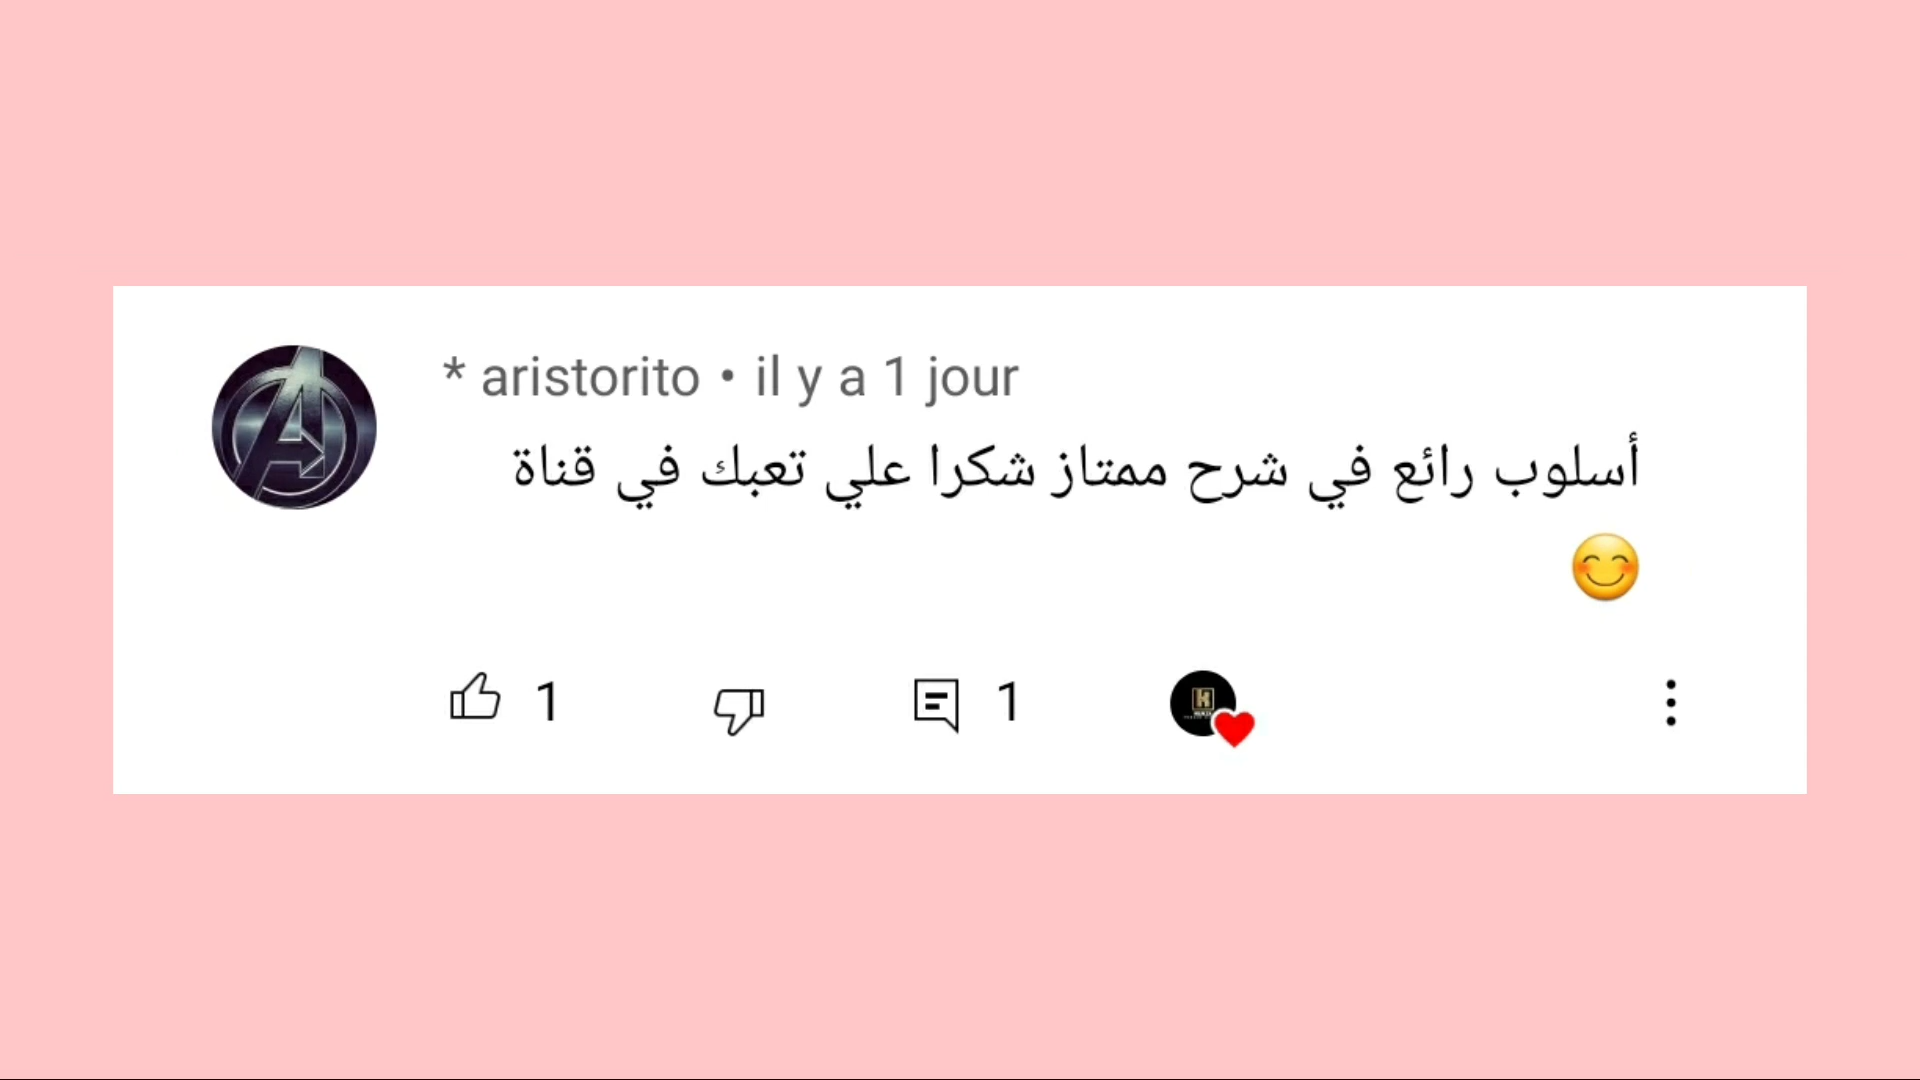 * aristorito • il y a 1 jour
أسلوب رائع في شرح ممتاز شكرا علي تعبك في قناة
😊
1 1